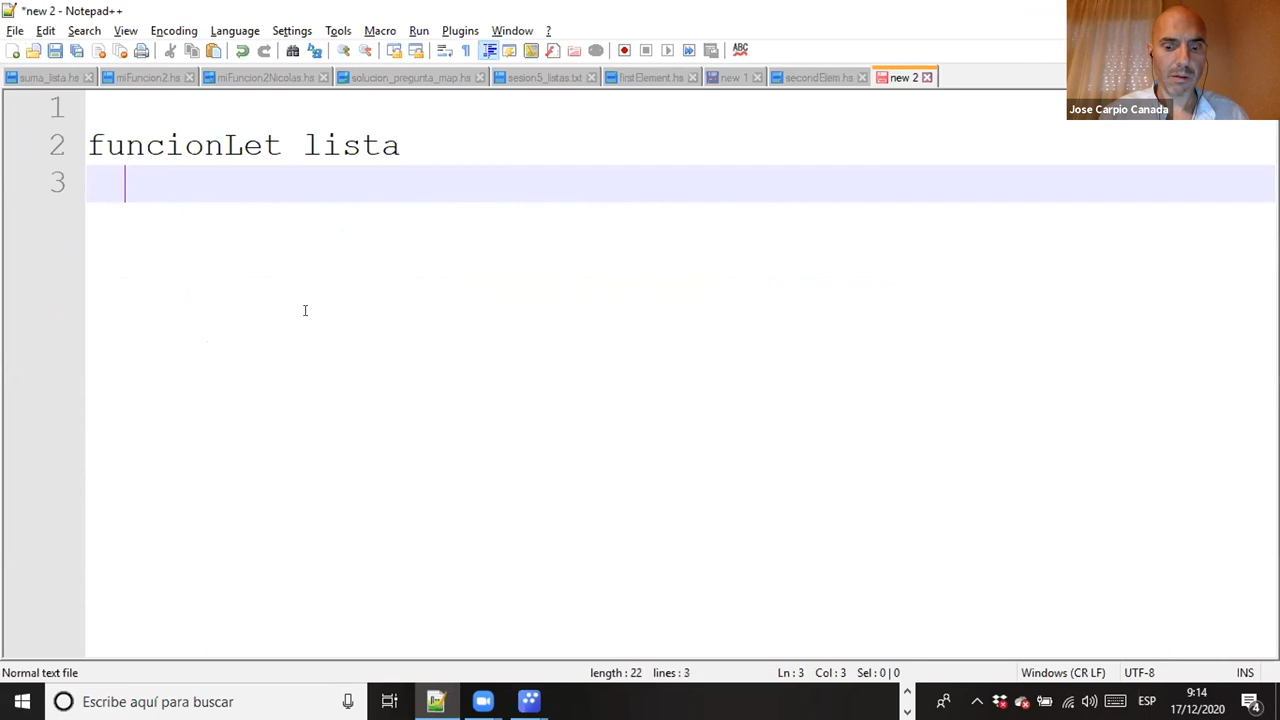 *new 2 - Notepad++
File Edit Search View Encoding Language Settings Tools Macro Run Plugins Window ?
suma_lista.hs miFuncion2.hs miFuncion2Nicolas.hs solucion_pregunta_map.hs sesion5_listas.txt firstElement.hs new 1 secondElem.hs new 2
ABC
Jose Carpio Canada
1
2 funcionLet lista
3
Normal text file length : 22 lines : 3 Ln : 3 Col : 3 Sel : 0 | 0 Windows (CR LF) UTF-8 INS
Escribe aquí para buscar
ESP
9:14
17/12/2020
4